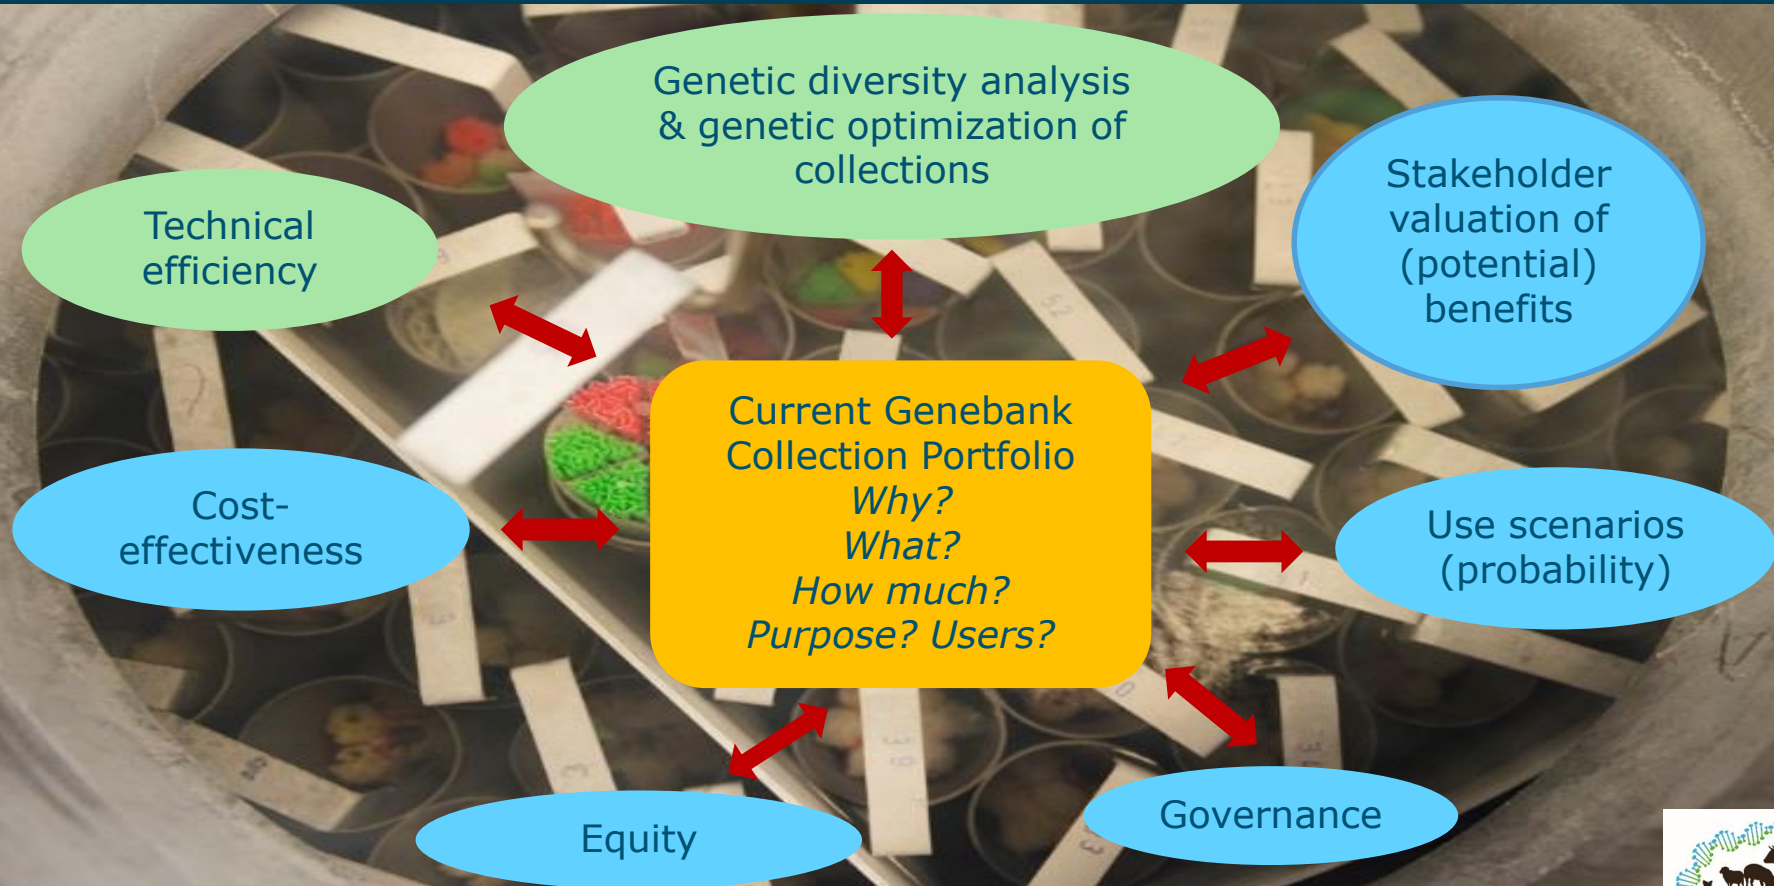 Genetic diversity analysis
& genetic optimization of
collections
Stakeholder
valuation of
(potential)
benefits
Technical
efficiency
Current Genebank
Collection Portfolio
Why?
What?
How much?
Purpose? Users?
Cost-
effectiveness
Use scenarios
(probability)
Equity
Governance